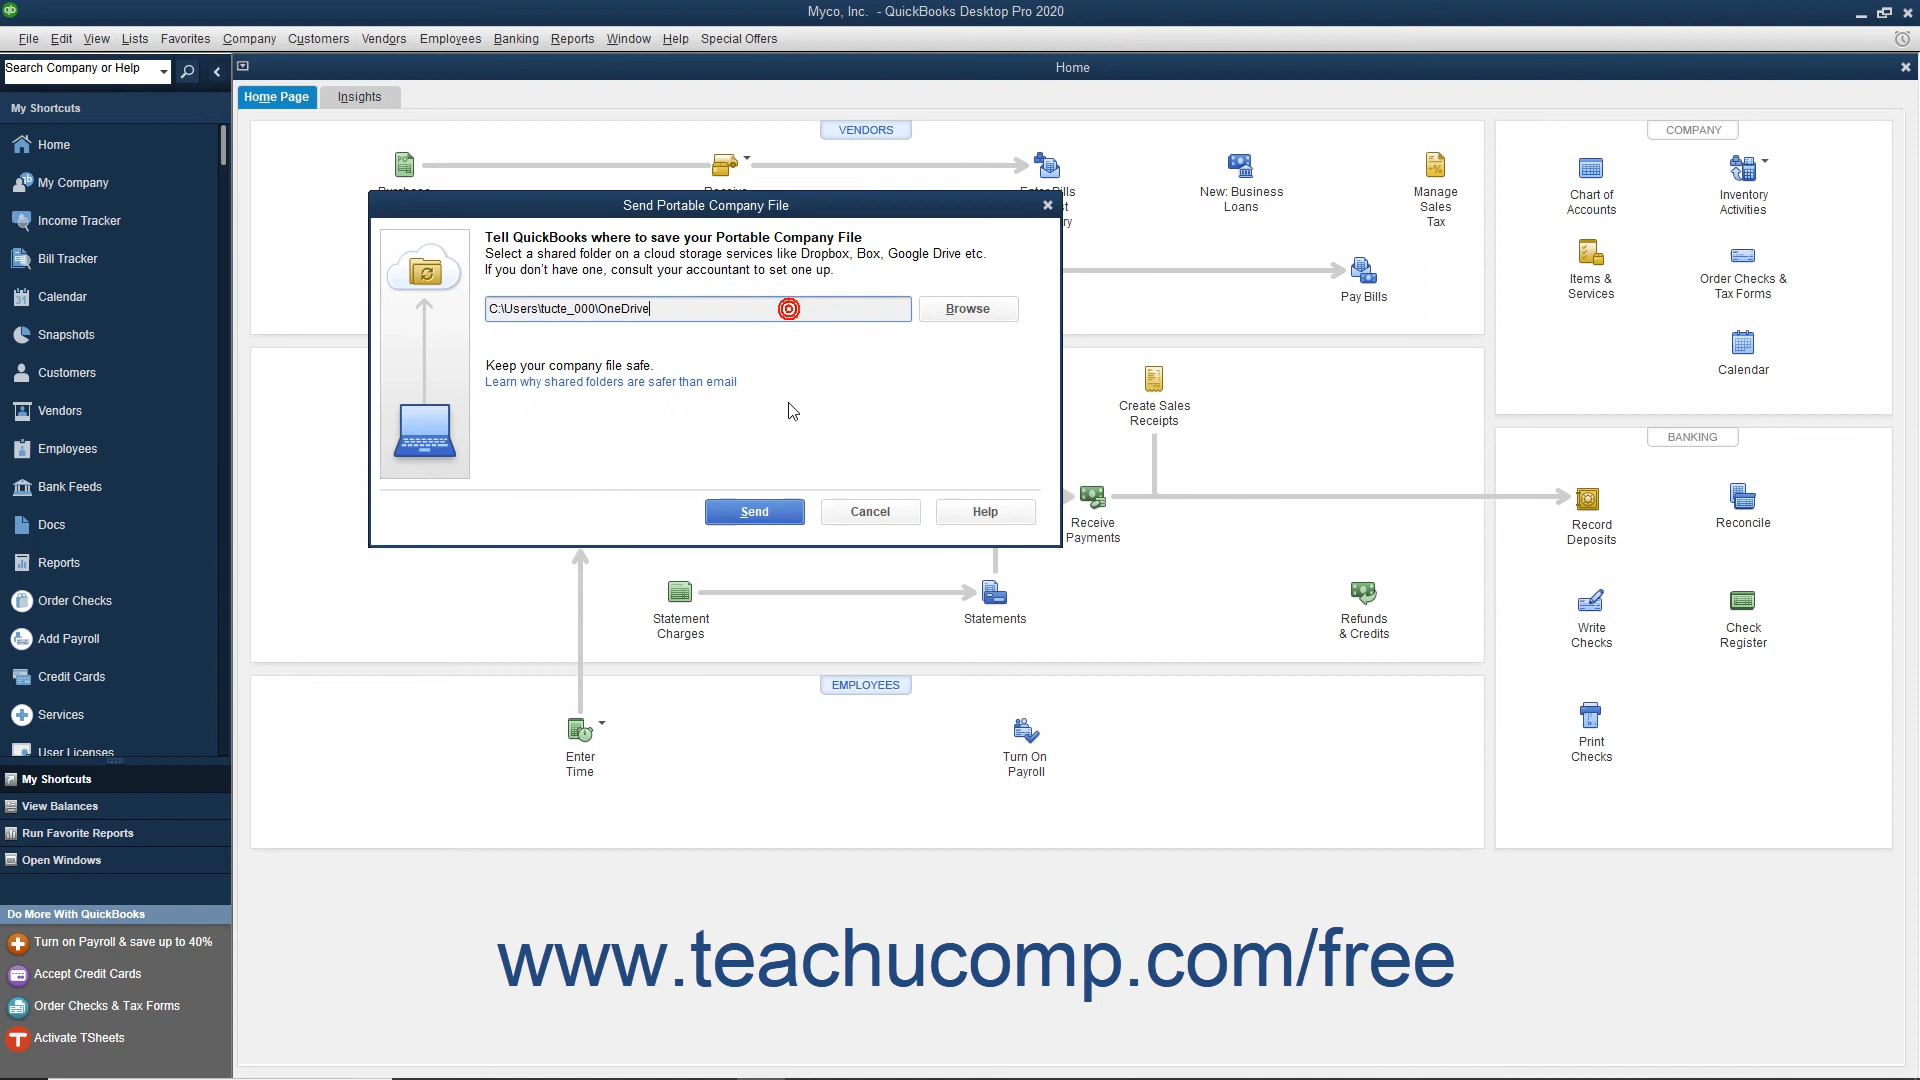 Myco, Inc. - QuickBooks Desktop Pro 2020
File Edit View Lists Favorites Company Customers Vendors Employees Banking Reports Window Help Special Offers
Search Company or Help
Home
My Shortcuts
Home
My Company
Income Tracker
Bill Tracker
Calendar
Snapshots
Customers
Vendors
Employees
Bank Feeds
Docs
Reports
Order Checks
Add Payroll
Credit Cards
Services
User Licenses
My Shortcuts
View Balances
Run Favorite Reports
Open Windows
Do More With QuickBooks
Turn on Payroll & save up to 40%
Accept Credit Cards
Order Checks & Tax Forms
Activate TSheets
Home Page
Insights
VENDORS
New: Business
Loans
Manage
Sales
Tax
Pay Bills
Send Portable Company File
Tell QuickBooks where to save your Portable Company File
Select a shared folder on a cloud storage services like Dropbox, Box, Google Drive etc.
If you don't have one, consult your accountant to set one up.
C:\Users\tucte_000\OneDrive
Browse
Keep your company file safe.
Learn why shared folders are safer than email
Send
Cancel
Help
Create Sales
Receipts
Receive
Payments
Statement
Charges
Statements
Refunds
& Credits
EMPLOYEES
Enter
Time
Turn On
Payroll
COMPANY
Chart of
Accounts
Inventory
Activities
Items &
Services
Order Checks &
Tax Forms
Calendar
BANKING
Record
Deposits
Reconcile
Write
Checks
Check
Register
Print
Checks
www.teachucomp.com/free